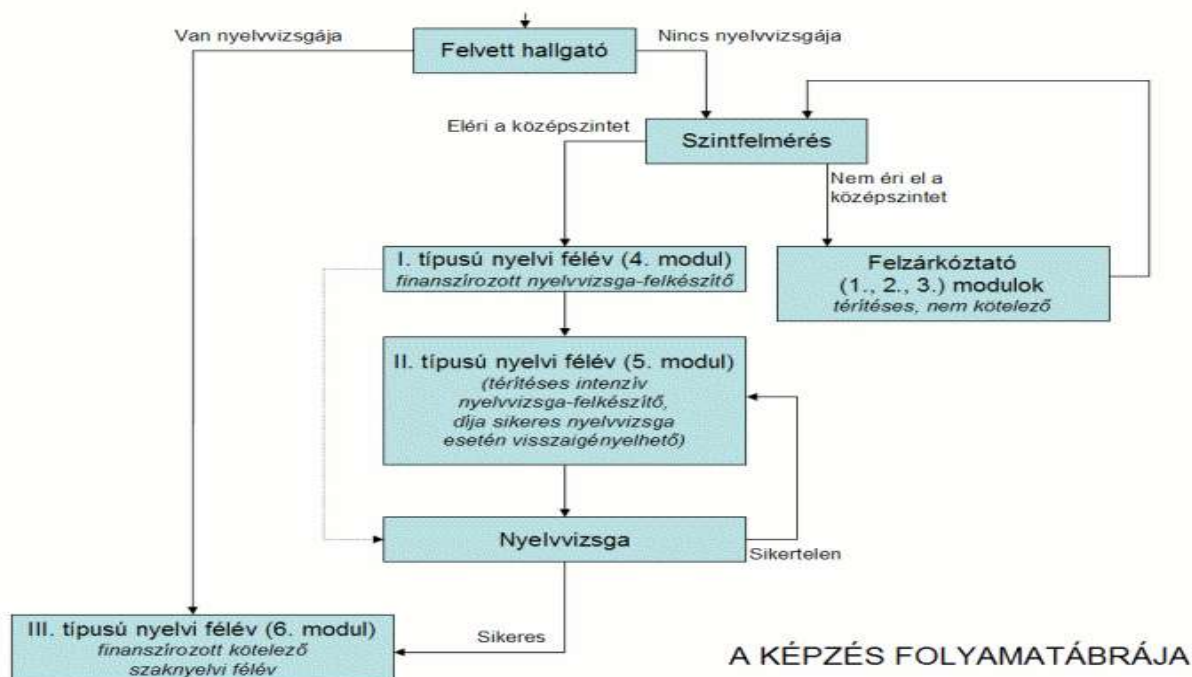 Van nyelvvizsgája
Felvett hallgató
Nincs nyelvvizsgája
Eléri a középszintet
Szintfelmérés
Nem éri el a
középszintet
I. típusú nyelvi félév (4. modul)
finanszírozott nyelvvizsga-felkészítő
Felzárkóztató
(1., 2., 3.) modulok
térítéses, nem kötelező
II. típusú nyelvi félév (5. modul)
(térítéses intenzív
nyelvvizsga-felkészítő,
díja sikeres nyelvvizsga
esetén visszaigényelhető)
Nyelvvizsga
Sikertelen
III. típusú nyelvi félév (6. modul)
finanszírozott kötelező
szaknyelvi félév
Sikeres
A KÉPZÉS FOLYAMATÁBRÁJA